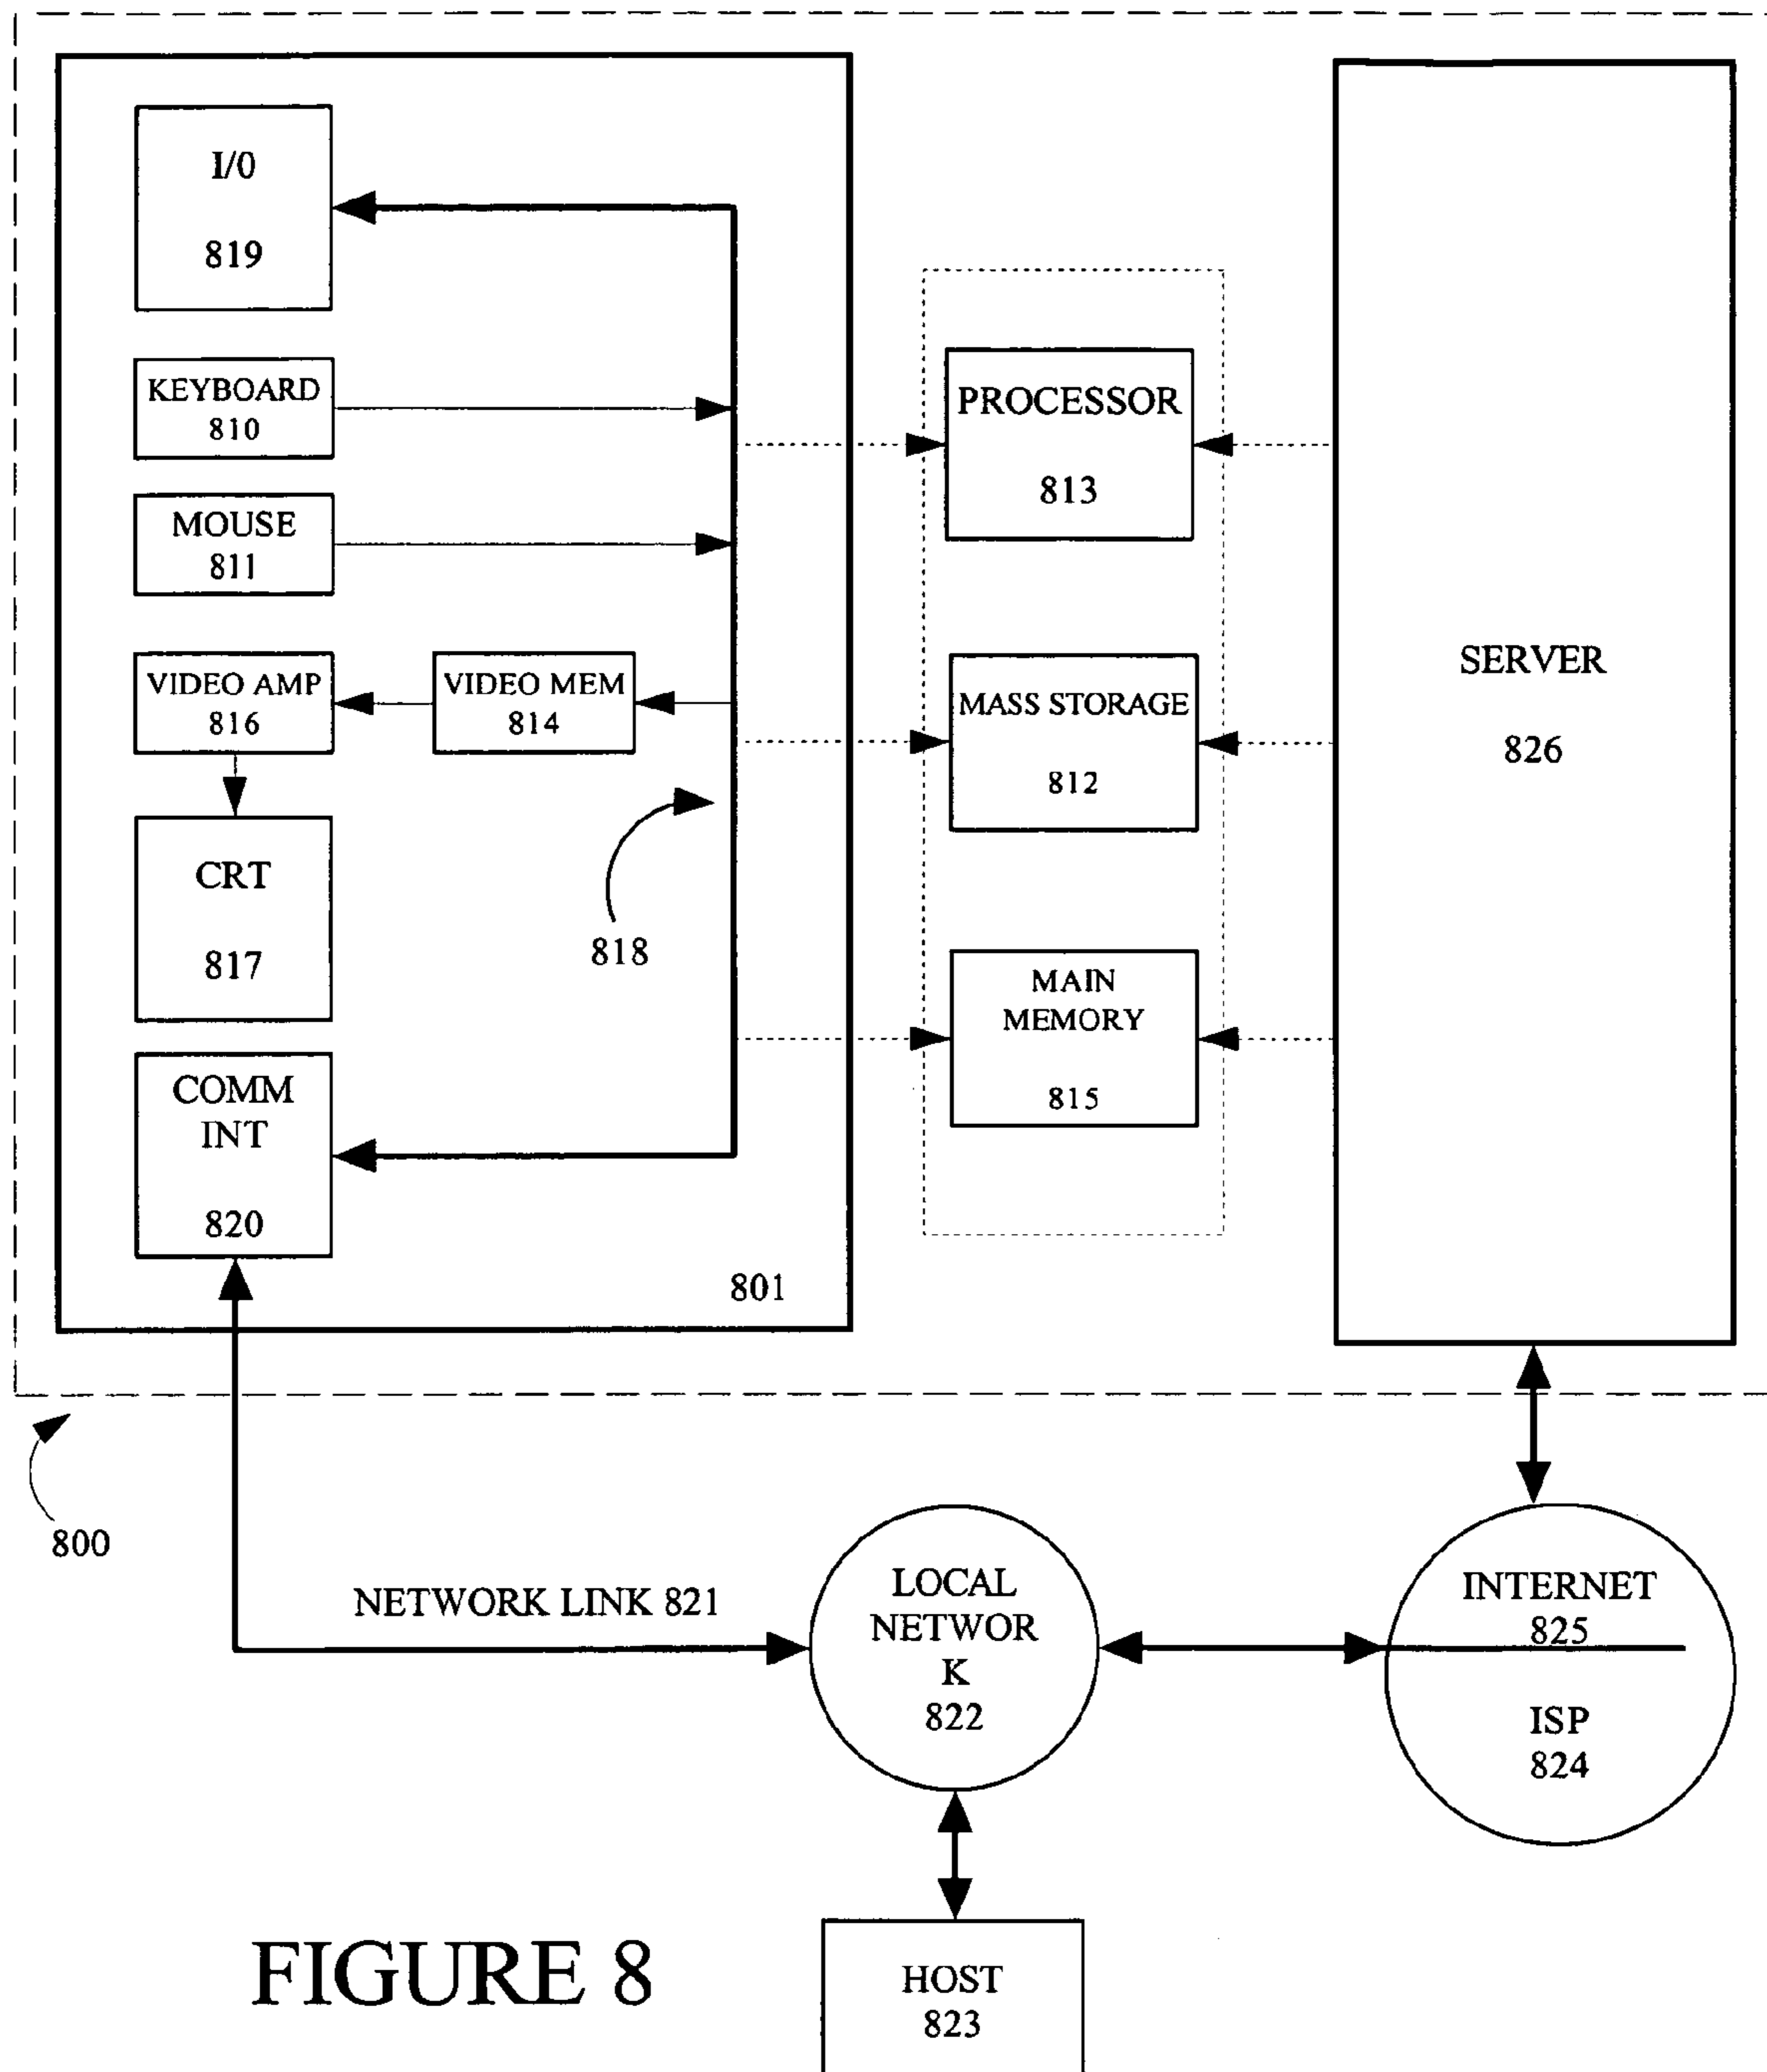 I/0
819
KEYBOARD
810
MOUSE
811
VIDEO AMP
816
VIDEO MEM
814
CRT
817
818
COMM
INT
820
801
PROCESSOR
813
MASS STORAGE
812
MAIN
MEMORY
815
SERVER
826
800
NETWORK LINK 821
LOCAL
NETWOR
K
822
INTERNET
825
ISP
824
HOST
823
FIGURE 8